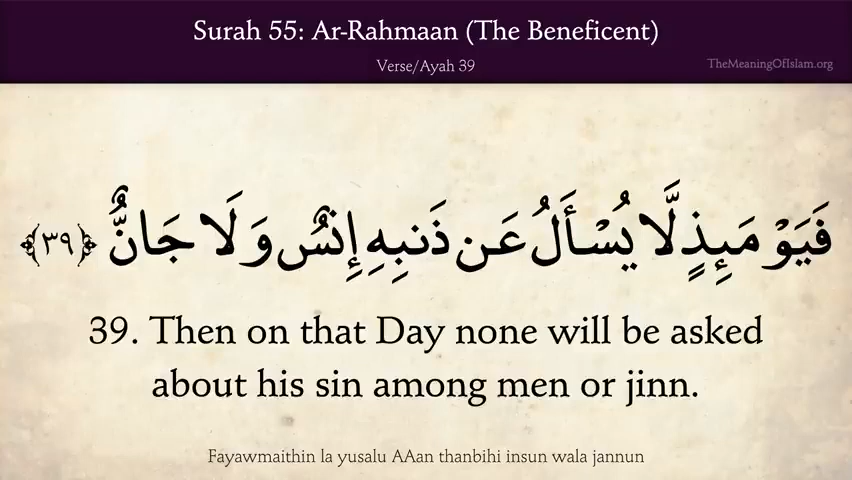 Surah 55: Ar-Rahmaan (The Beneficent)
Verse/Ayah 39
TheMeaningOfIslam.org
فَيَوْمَئِذٍ لَّا يُسْأَلُ عَن ذَنبِهِ إِنسٌ وَلَا جَانٌّ ﴿٣٩﴾
39. Then on that Day none will be asked
about his sin among men or jinn.
Fayawmaithin la yusalu AAan thanbihi insun wala jannun